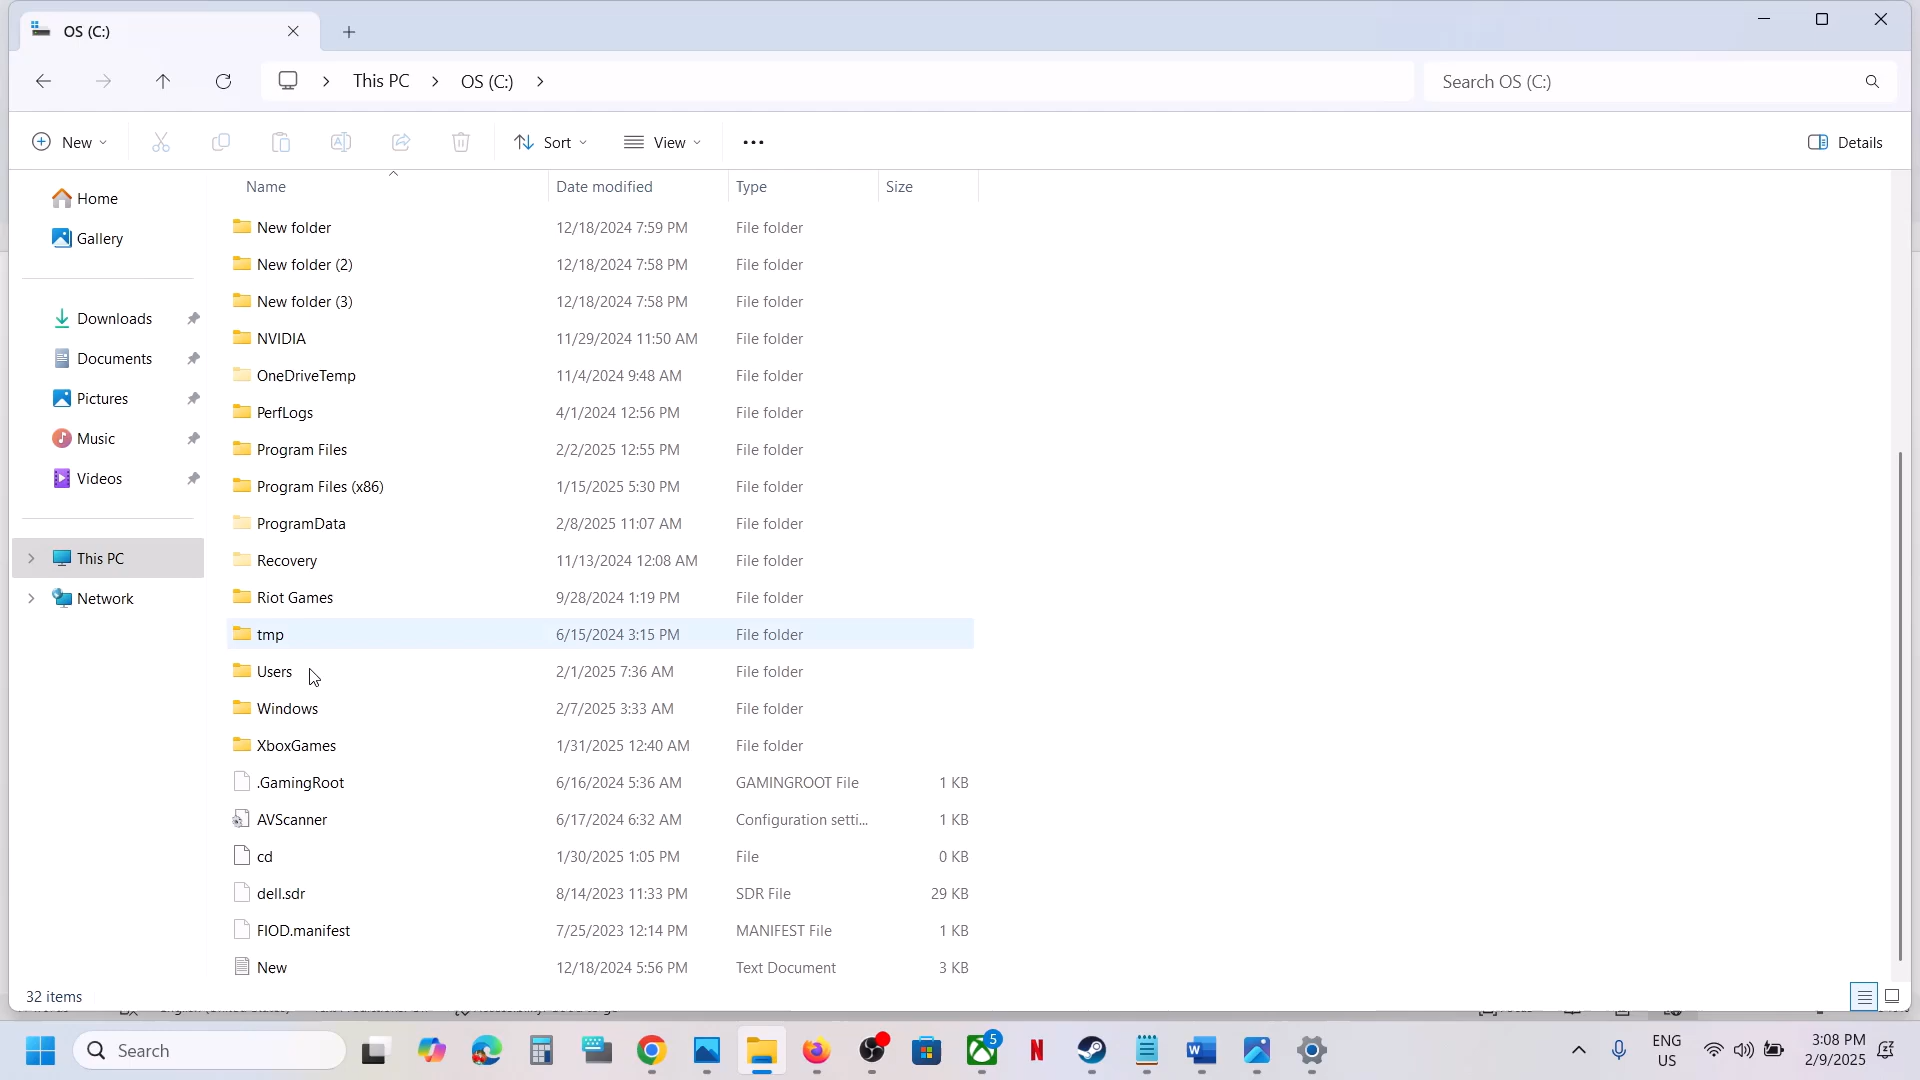 OS (C:)
This PC OS (C:)
Search OS (C:)
New
Sort
View
Details
Name Date modified Type Size
Home
Gallery
Downloads
Documents
Pictures
Music
Videos
This PC
Network
New folder 12/18/2024 7:59 PM File folder
New folder (2) 12/18/2024 7:58 PM File folder
New folder (3) 12/18/2024 7:58 PM File folder
NVIDIA 11/29/2024 11:50 AM File folder
OneDriveTemp 11/4/2024 9:48 AM File folder
PerfLogs 4/1/2024 12:56 PM File folder
Program Files 2/2/2025 12:55 PM File folder
Program Files (x86) 1/15/2025 5:30 PM File folder
ProgramData 2/8/2025 11:07 AM File folder
Recovery 11/13/2024 12:08 AM File folder
Riot Games 9/28/2024 1:19 PM File folder
tmp 6/15/2024 3:15 PM File folder
Users 2/1/2025 7:36 AM File folder
Windows 2/7/2025 3:33 AM File folder
XboxGames 1/31/2025 12:40 AM File folder
.GamingRoot 6/16/2024 5:36 AM GAMINGROOT File 1 KB
AVScanner 6/17/2024 6:32 AM Configuration setti... 1 KB
cd 1/30/2025 1:05 PM File 0 KB
dell.sdr 8/14/2023 11:33 PM SDR File 29 KB
FIOD.manifest 7/25/2023 12:14 PM MANIFEST File 1 KB
New 12/18/2024 5:56 PM Text Document 3 KB
32 items
Search
5
N
ENG
US
3:08 PM
2/9/2025